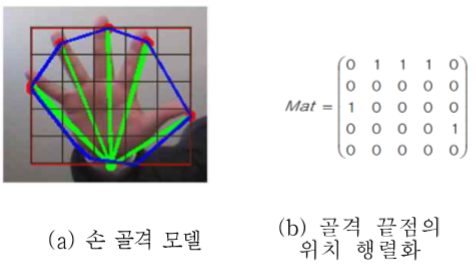 Mat =
0 1 1 1 0
0 0 0 0 0
1 0 0 0 0
0 0 0 0 1
0 0 0 0 0
(a) 손 골격 모델
(b) 골격 끝점의
위치 행렬화